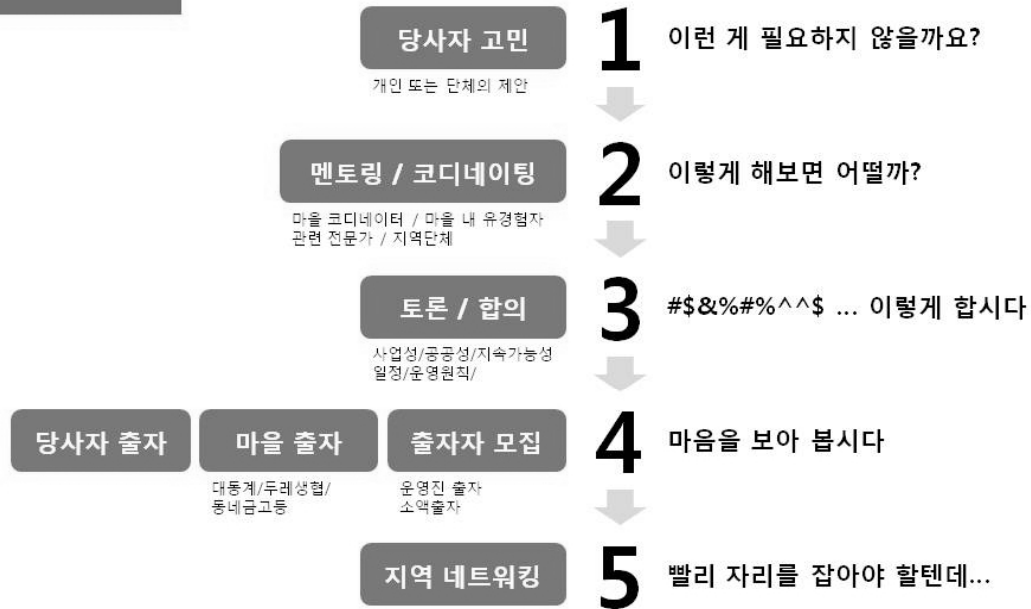 당사자 고민
1
이런 게 필요하지 않을까요?
개인 또는 단체의 제안
멘토링 / 코디네이팅
2
이렇게 해보면 어떨까?
마을 코디네이터 / 마을 내 유경험자
관련 전문가 / 지역단체
토론 / 합의
3
#$&%#%^^$ ... 이렇게 합시다
사업성/공공성/지속가능성
일정/운영원칙/
당사자 출자
마을 출자
출자자 모집
4
마음을 보아 봅시다
대동계/두레생협/
동네금고등
운영진 출자
소액출자
지역 네트워킹
5
빨리 자리를 잡아야 할텐데...